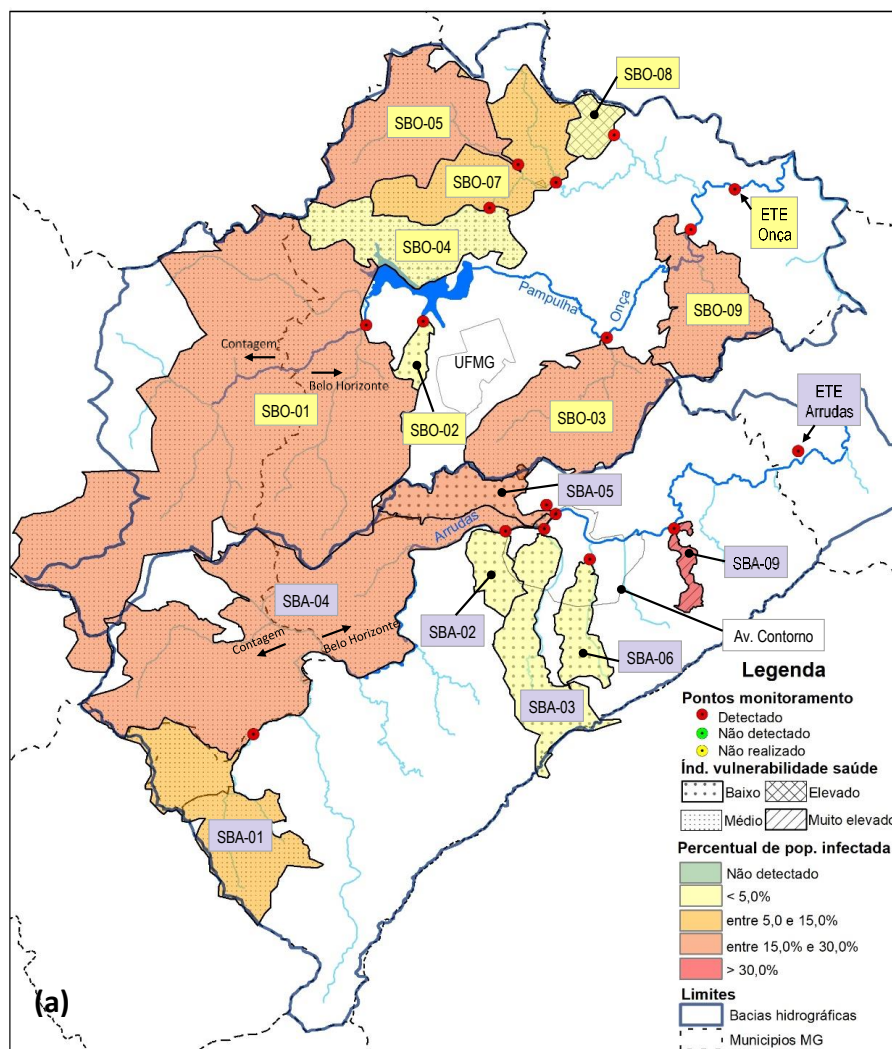 SBO-08
SBO-05
SBO-07
ETE
Onça
SBO-04
Pampulha
Onça
SBO-09
Contagem
UFMG
Belo Horizonte
ETE
Arrudas
SBO-01
SBO-02
SBO-03
SBA-05
Arrudas
SBA-09
SBA-04
SBA-02
Av. Contorno
Contagem
Belo Horizonte
SBA-06
SBA-03
SBA-01
(a)
Legenda
Pontos monitoramento
Detectado
Não detectado
Não realizado
Índ. vulnerabilidade saúde
Baixo
Elevado
Médio
Muito elevado
Percentual de pop. infectada
Não detectado
< 5,0%
entre 5,0 e 15,0%
entre 15,0% e 30,0%
> 30,0%
Limites
Bacias hidrográficas
Municipios MG